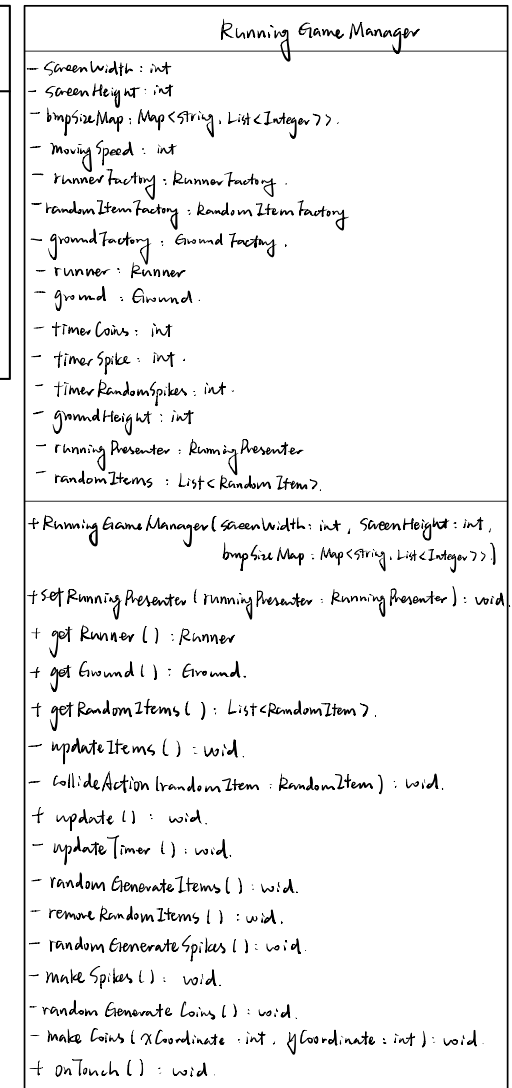 Running Game Manager
- screenWidth : int
- screenHeight : int
- bmpSizeMap : Map<String, List<Integer>>.
- movingSpeed : int
- runnerFactory : RunnerFactory.
- randomItemFactory : RandomItemFactory
- groundFactory : GroundFactory.
- runner : Runner
- ground : Ground.
- timerCoins : int
- timerSpike : int.
- timerRandomSpikes : int.
- groundHeight : int
- runningPresenter : RunningPresenter
- randomItems : List<RandomItem>.
+ RunningGameManager(screenWidth : int, screenHeight : int,
bmpSizeMap : Map<String, List<Integer>>)
+ setRunningPresenter (runningPresenter : RunningPresenter) : void.
+ getRunner () : Runner
+ getGround () : Ground.
+ getRandomItems () : List<RandomItem>.
- updateItems () : void.
- collideAction (randomItem : RandomItem) : void.
+ update () : void.
- updateTimer () : void.
- randomGenerateItems () : void.
- removeRandomItems () : void.
- randomGenerateSpikes () : void.
- makeSpikes () : void.
- randomGenerateCoins () : void.
- makeCoins (xCoordinate : int, yCoordinate : int) : void.
+ onTouch () : void.